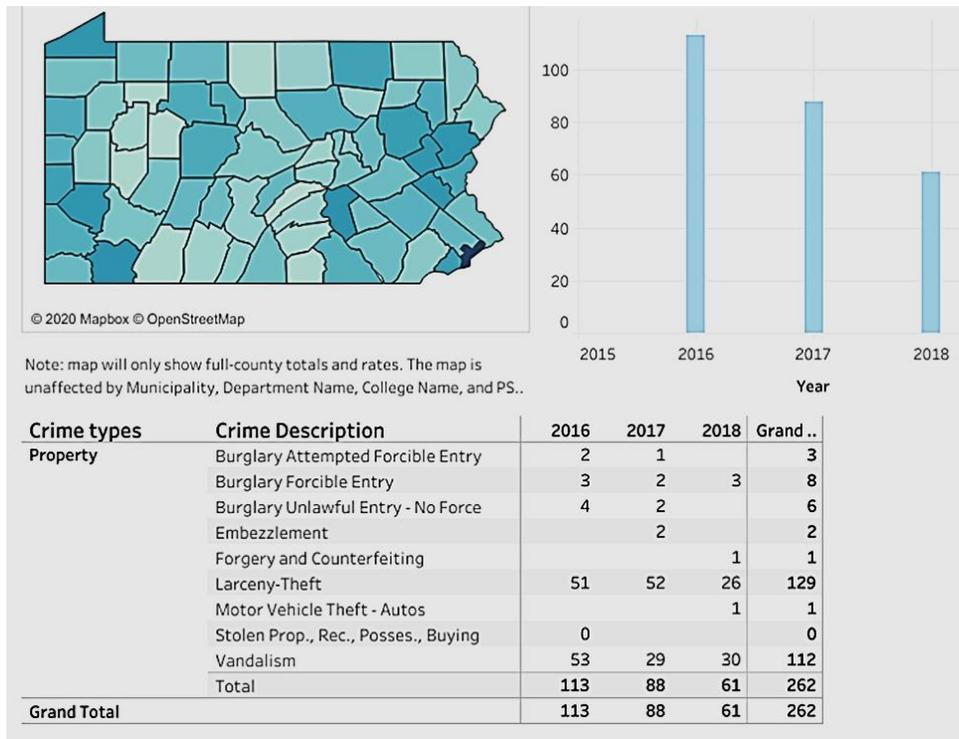 © 2020 Mapbox © OpenStreetMap
100
80
60
40
20
0
2015 2016 2017 2018
Year
Note: map will only show full-county totals and rates. The map is
unaffected by Municipality, Department Name, College Name, and PS..
Crime types Crime Description 2016 2017 2018 Grand ..
Property Burglary Attempted Forcible Entry 2 1 3
Burglary Forcible Entry 3 2 3 8
Burglary Unlawful Entry - No Force 4 2 6
Embezzlement 2 2
Forgery and Counterfeiting 1 1
Larceny-Theft 51 52 26 129
Motor Vehicle Theft - Autos 1 1
Stolen Prop., Rec., Posses., Buying 0 0
Vandalism 53 29 30 112
Total 113 88 61 262
Grand Total 113 88 61 262